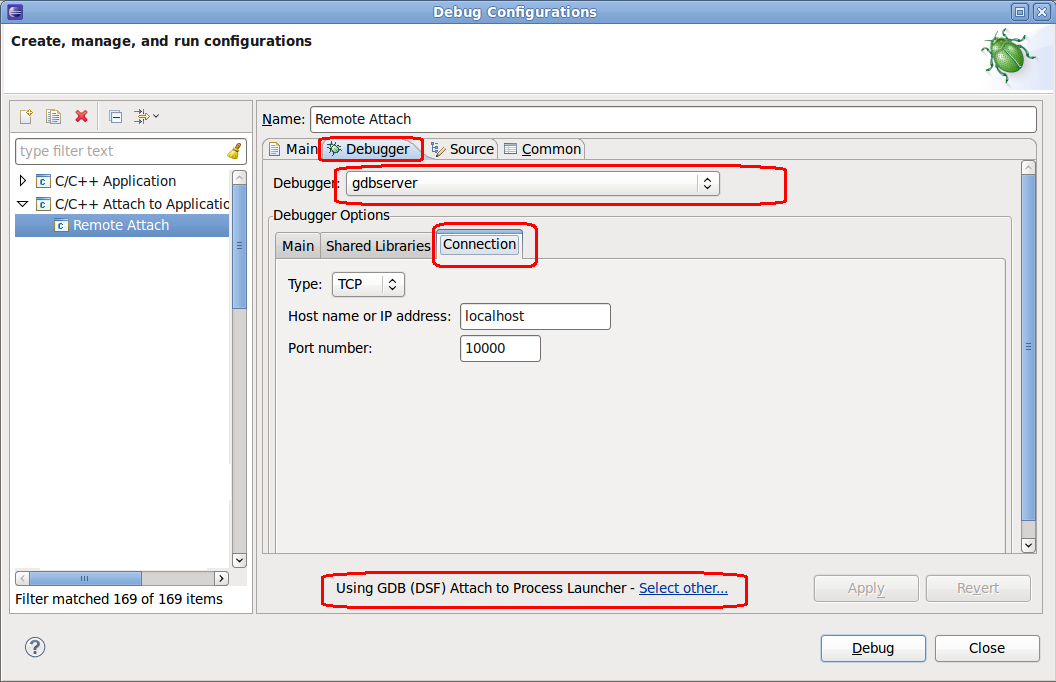 Debug Configurations
Create, manage, and run configurations
type filter text
C/C++ Application
C/C++ Attach to Applicatio
Remote Attach
Filter matched 169 of 169 items
Name: Remote Attach
Main Debugger Source Common
Debugger: gdbserver
Debugger Options
Main Shared Libraries Connection
Type: TCP
Host name or IP address: localhost
Port number: 10000
Using GDB (DSF) Attach to Process Launcher - Select other...
Apply Revert
? Debug Close